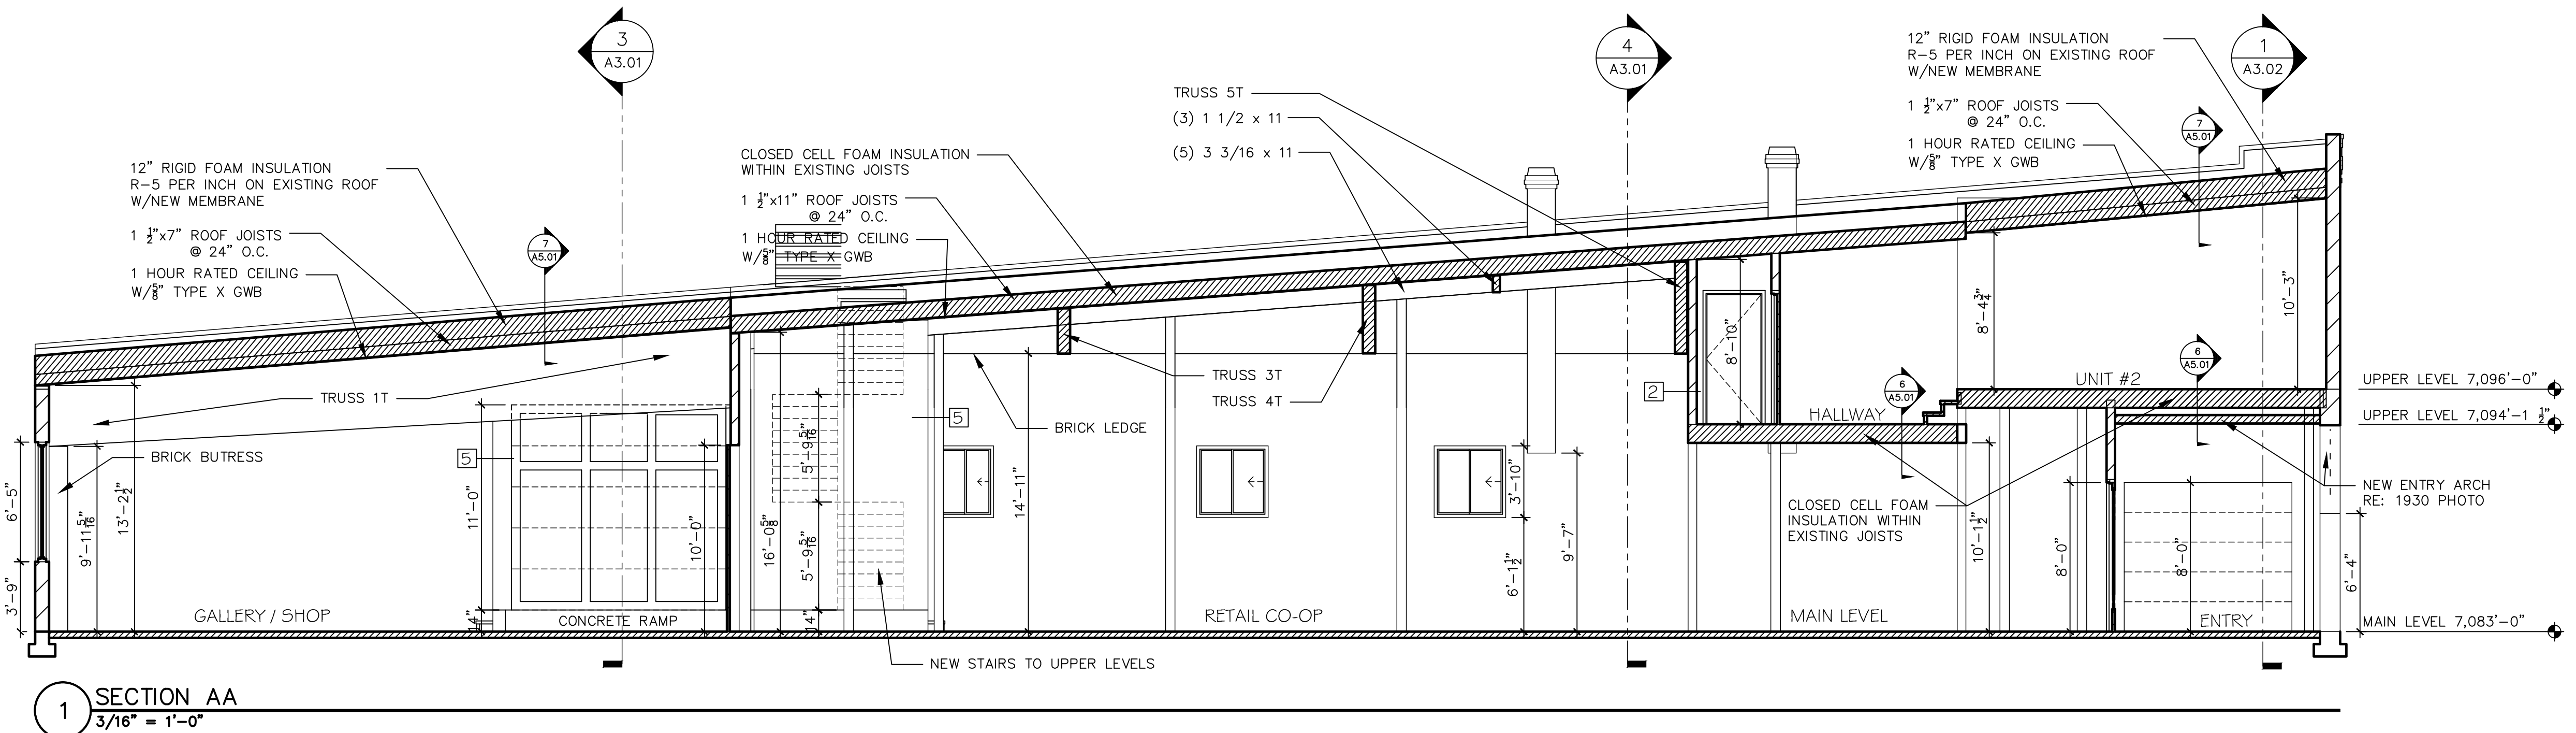 3
A3.01
4
A3.01
1
A3.02
12" RIGID FOAM INSULATION
R-5 PER INCH ON EXISTING ROOF
W/NEW MEMBRANE
1 1/2"x7" ROOF JOISTS
@ 24" O.C.
1 HOUR RATED CEILING
W/5/8" TYPE X GWB
7
A5.01
TRUSS 5T
(3) 1 1/2 x 11
(5) 3 3/16 x 11
CLOSED CELL FOAM INSULATION
WITHIN EXISTING JOISTS
1 1/2"x11" ROOF JOISTS
@ 24" O.C.
1 HOUR RATED CEILING
W/5/8" TYPE X GWB
12" RIGID FOAM INSULATION
R-5 PER INCH ON EXISTING ROOF
W/NEW MEMBRANE
1 1/2"x7" ROOF JOISTS
@ 24" O.C.
1 HOUR RATED CEILING
W/5/8" TYPE X GWB
7
A5.01
TRUSS 1T
BRICK BUTRESS
TRUSS 3T
TRUSS 4T
BRICK LEDGE
5
5
2
6
A5.01
6
A5.01
UNIT #2
HALLWAY
UPPER LEVEL 7,096'-0"
UPPER LEVEL 7,094'-1 1/2"
NEW ENTRY ARCH
RE: 1930 PHOTO
CLOSED CELL FOAM
INSULATION WITHIN
EXISTING JOISTS
6'-5"
3'-9"
9'-11 5/16"
13'-2 1/2"
11'-0"
14"
10'-0"
16'-0 5/8"
5'-9 5/16"
5'-9 5/16"
14"
14'-11"
3'-10"
6'-1 1/2"
9'-7"
8'-10"
8'-4 3/4"
10'-3"
10'-1 1/2"
8'-0"
8'-0"
6'-4"
GALLERY / SHOP
CONCRETE RAMP
RETAIL CO-OP
MAIN LEVEL
ENTRY
MAIN LEVEL 7,083'-0"
NEW STAIRS TO UPPER LEVELS
1
SECTION AA
3/16" = 1'-0"